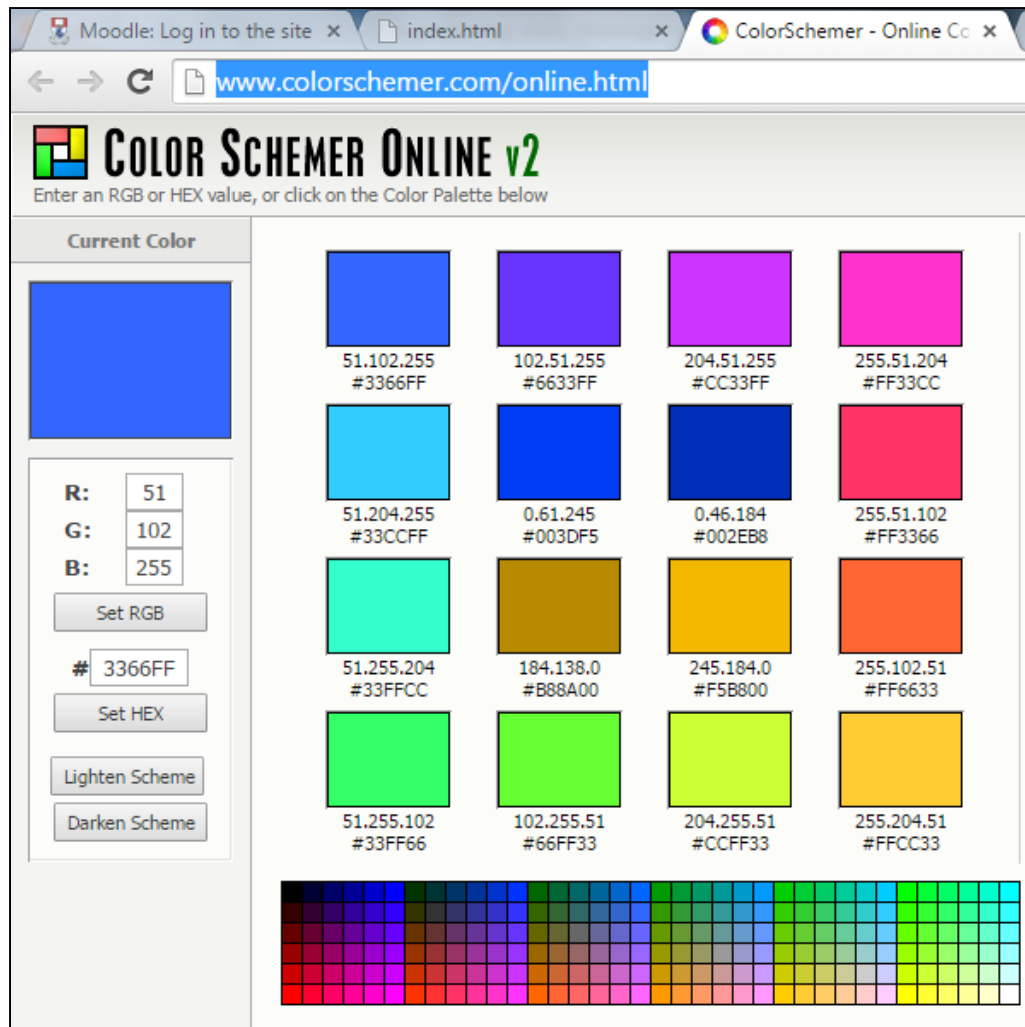 Moodle: Log in to the site
index.html
ColorSchemer - Online Co
www.colorschemer.com/online.html
COLOR SCHEMER ONLINE v2
Enter an RGB or HEX value, or click on the Color Palette below
Current Color
R: 51
G: 102
B: 255
Set RGB
# 3366FF
Set HEX
Lighten Scheme
Darken Scheme
51.102.255 102.51.255 204.51.255 255.51.204
#3366FF #6633FF #CC33FF #FF33CC
51.204.255 0.61.245 0.46.184 255.51.102
#33CCFF #003DF5 #002EB8 #FF3366
51.255.204 184.138.0 245.184.0 255.102.51
#33FFCC #B88A00 #F5B800 #FF6633
51.255.102 102.255.51 204.255.51 255.204.51
#33FF66 #66FF33 #CCFF33 #FFCC33